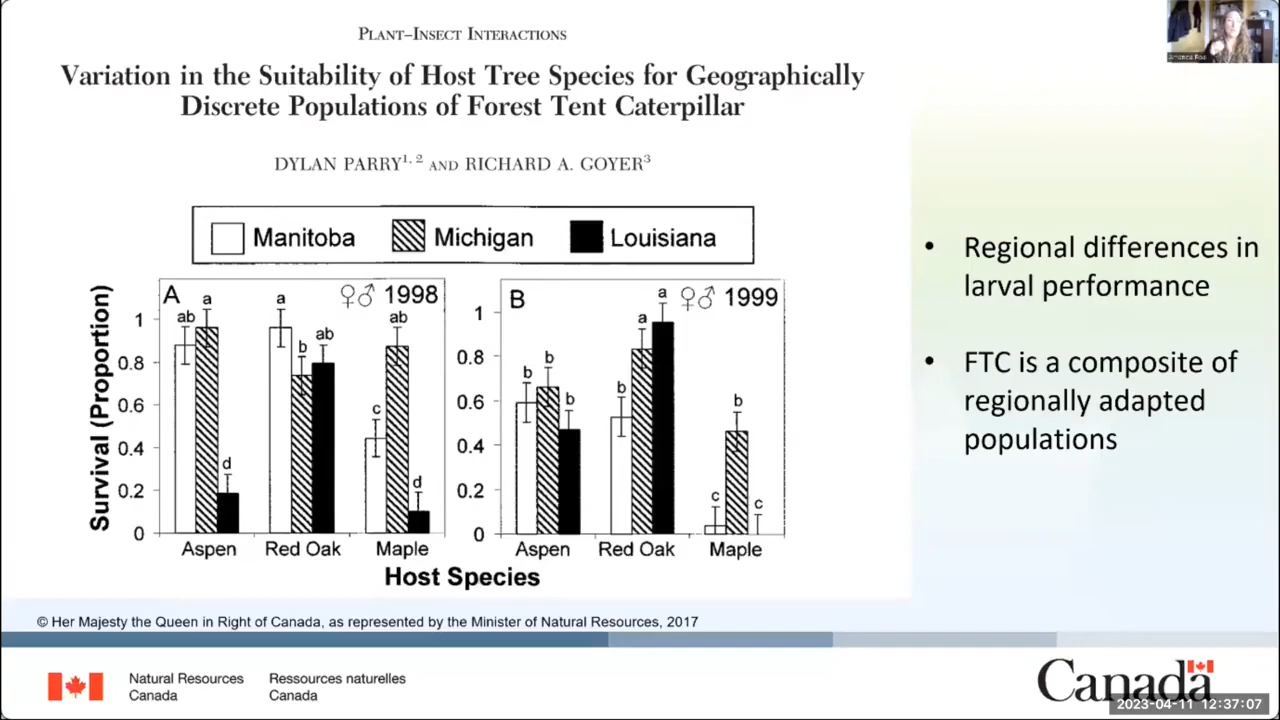 PLANT–INSECT INTERACTIONS
Variation in the Suitability of Host Tree Species for Geographically
Discrete Populations of Forest Tent Caterpillar
DYLAN PARRY1, 2 AND RICHARD A. GOYER3
Manitoba Michigan Louisiana
A ♀♂ 1998
Survival (Proportion)
1
0.8
0.6
0.4
0.2
0
ab a d
a b ab
c ab d
Aspen Red Oak Maple
B ♀♂ 1999
1
0.8
0.6
0.4
0.2
0
b b b
b a a
c b c
Aspen Red Oak Maple
Host Species
• Regional differences in
larval performance
• FTC is a composite of
regionally adapted
populations
© Her Majesty the Queen in Right of Canada, as represented by the Minister of Natural Resources, 2017
Natural Resources
Canada
Ressources naturelles
Canada
Canada
2023-04-11 12:37:07